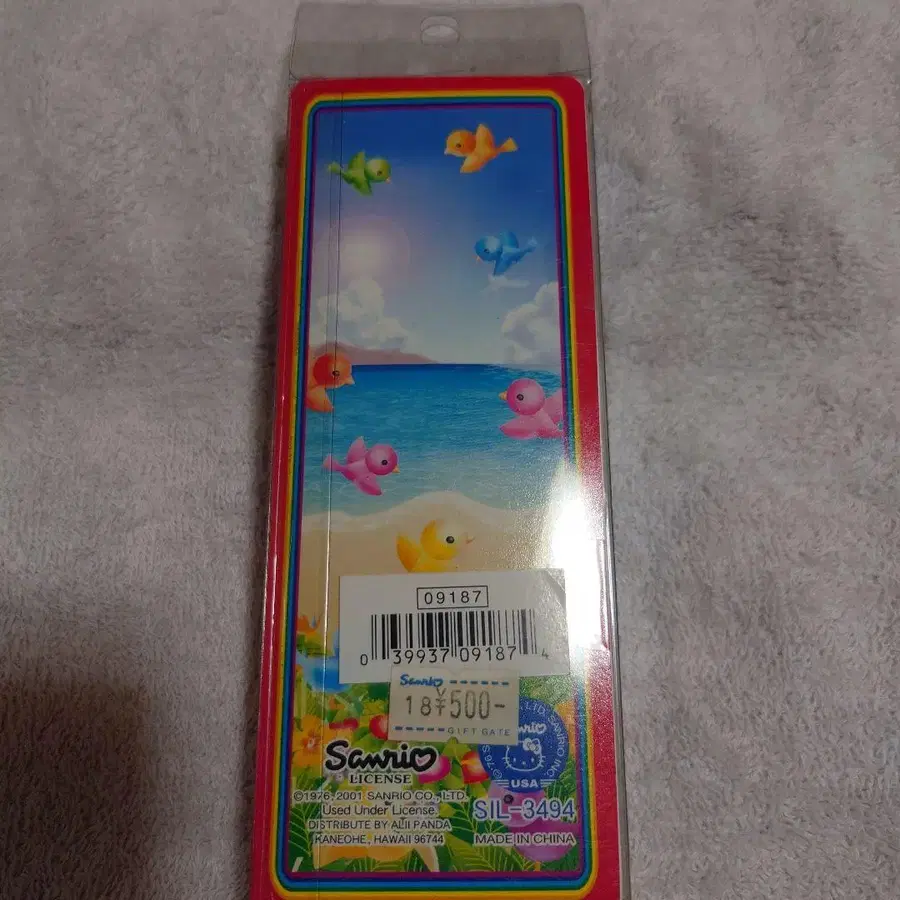 09187
0 39937 09187 4
Sanrio
18 ¥500-
GIFT GATE
Sanrio
LICENSE
©1976, 2001 SANRIO CO., LTD.
Used Under License.
DISTRIBUTE BY ALII PANDA
KANEOHE, HAWAII 96744
USA
SIL-3494
MADE IN CHINA